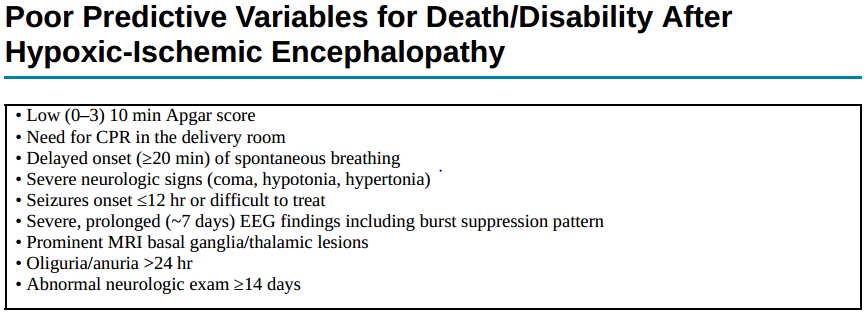 Poor Predictive Variables for Death/Disability After
Hypoxic-Ischemic Encephalopathy
• Low (0–3) 10 min Apgar score
• Need for CPR in the delivery room
• Delayed onset (≥20 min) of spontaneous breathing
• Severe neurologic signs (coma, hypotonia, hypertonia)
• Seizures onset ≤12 hr or difficult to treat
• Severe, prolonged (~7 days) EEG findings including burst suppression pattern
• Prominent MRI basal ganglia/thalamic lesions
• Oliguria/anuria >24 hr
• Abnormal neurologic exam ≥14 days